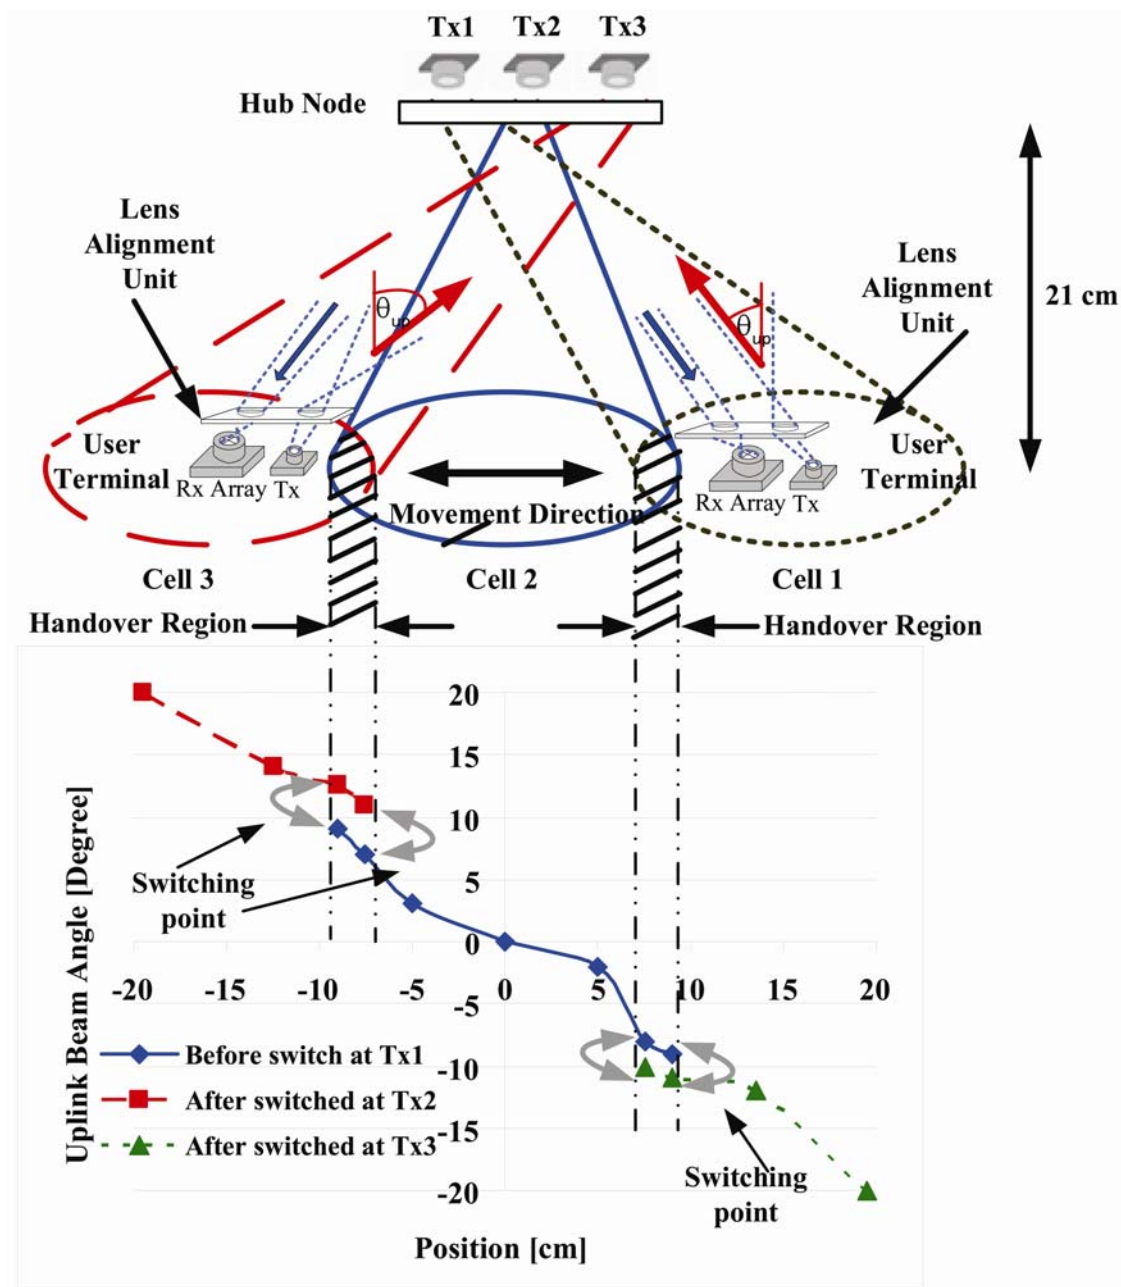 Tx1 Tx2 Tx3
Hub Node
Lens
Alignment
Unit
Lens
Alignment
Unit
21 cm
θup
θup
User
Terminal
Rx Array Tx
User
Terminal
Rx Array Tx
Movement Direction
Cell 3
Cell 2
Cell 1
Handover Region
Handover Region
Uplink Beam Angle [Degree]
20
15
10
5
0
-5
-10
-15
-20
-20 -15 -10 -5 0 5 10 15 20
Switching
point
Before switch at Tx1
After switched at Tx2
After switched at Tx3
Switching
point
Position [cm]